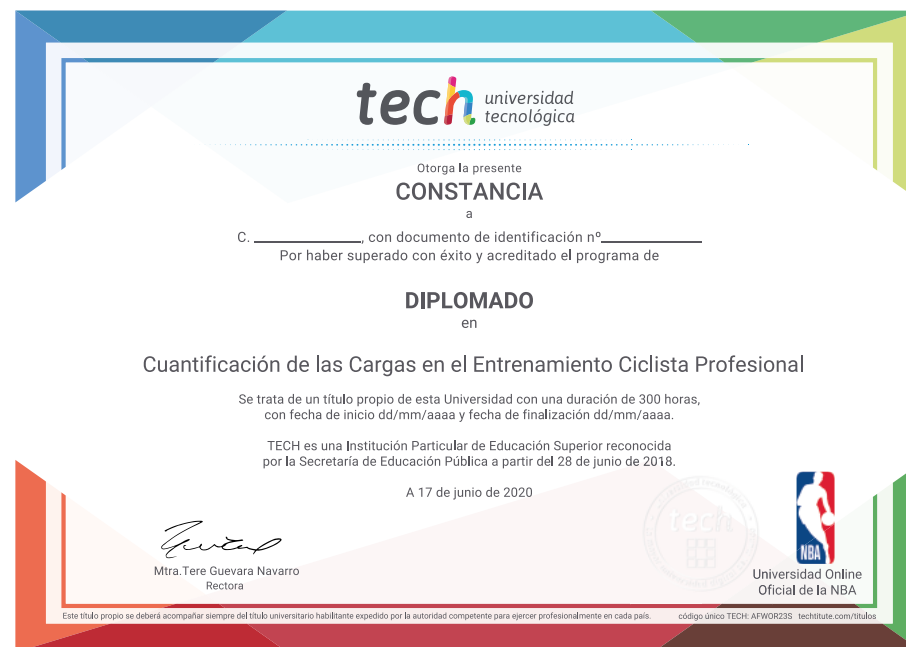 tech universidad
tecnológica
Otorga la presente
CONSTANCIA
a
C. ____________, con documento de identificación nº____________
Por haber superado con éxito y acreditado el programa de
DIPLOMADO
en
Cuantificación de las Cargas en el Entrenamiento Ciclista Profesional
Se trata de un título propio de esta Universidad con una duración de 300 horas,
con fecha de inicio dd/mm/aaaa y fecha de finalización dd/mm/aaaa.
TECH es una Institución Particular de Educación Superior reconocida
por la Secretaría de Educación Pública a partir del 28 de junio de 2018.
A 17 de junio de 2020
tech
Mtra.Tere Guevara Navarro
Rectora
NBA
Universidad Online
Oficial de la NBA
Este título propio se deberá acompañar siempre del título universitario habilitante expedido por la autoridad competente para ejercer profesionalmente en cada país. código único TECH: AFWOR23S techtitute.com/titulos